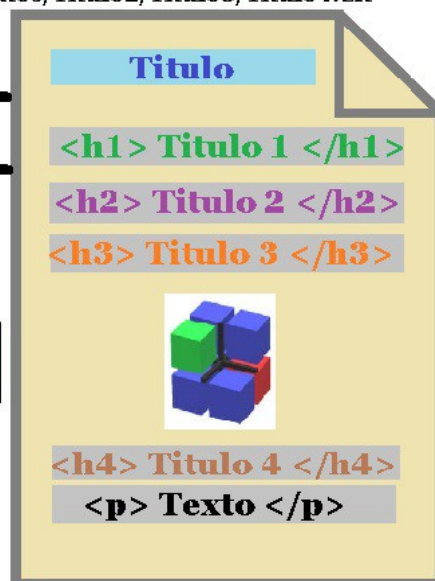 Titulo
<h1> Titulo 1 </h1>
<h2> Titulo 2 </h2>
<h3> Titulo 3 </h3>
<h4> Titulo 4 </h4>
<p> Texto </p>